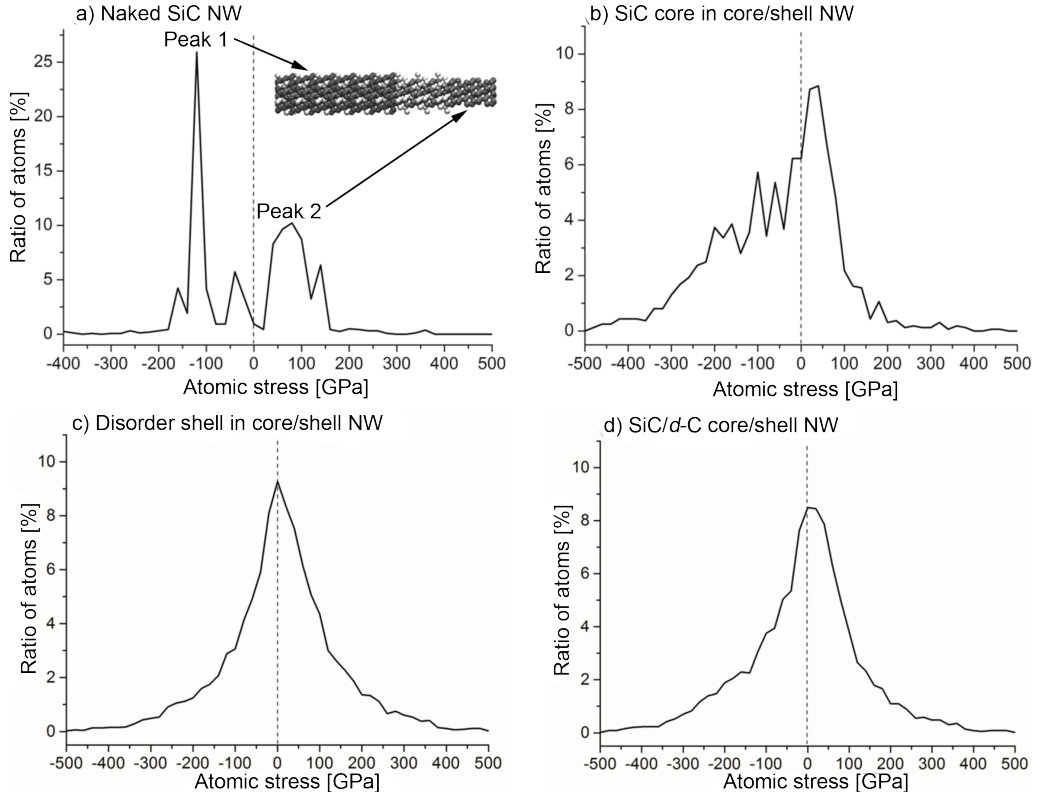 a) Naked SiC NW
Peak 1
Peak 2
Ratio of atoms [%]
25
20
15
10
5
0
-400 -300 -200 -100 0 100 200 300 400 500
Atomic stress [GPa]
b) SiC core in core/shell NW
Ratio of atoms [%]
10
8
6
4
2
0
-500 -400 -300 -200 -100 0 100 200 300 400 500
Atomic stress [GPa]
c) Disorder shell in core/shell NW
Ratio of atoms [%]
10
8
6
4
2
0
-500 -400 -300 -200 -100 0 100 200 300 400 500
Atomic stress [GPa]
d) SiC/d-C core/shell NW
Ratio of atoms [%]
10
8
6
4
2
0
-500 -400 -300 -200 -100 0 100 200 300 400 500
Atomic stress [GPa]